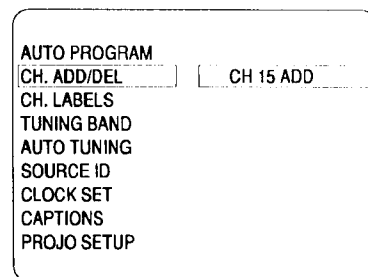 AUTO PROGRAM
CH. ADD/DEL CH 15 ADD
CH. LABELS
TUNING BAND
AUTO TUNING
SOURCE ID
CLOCK SET
CAPTIONS
PROJO SETUP